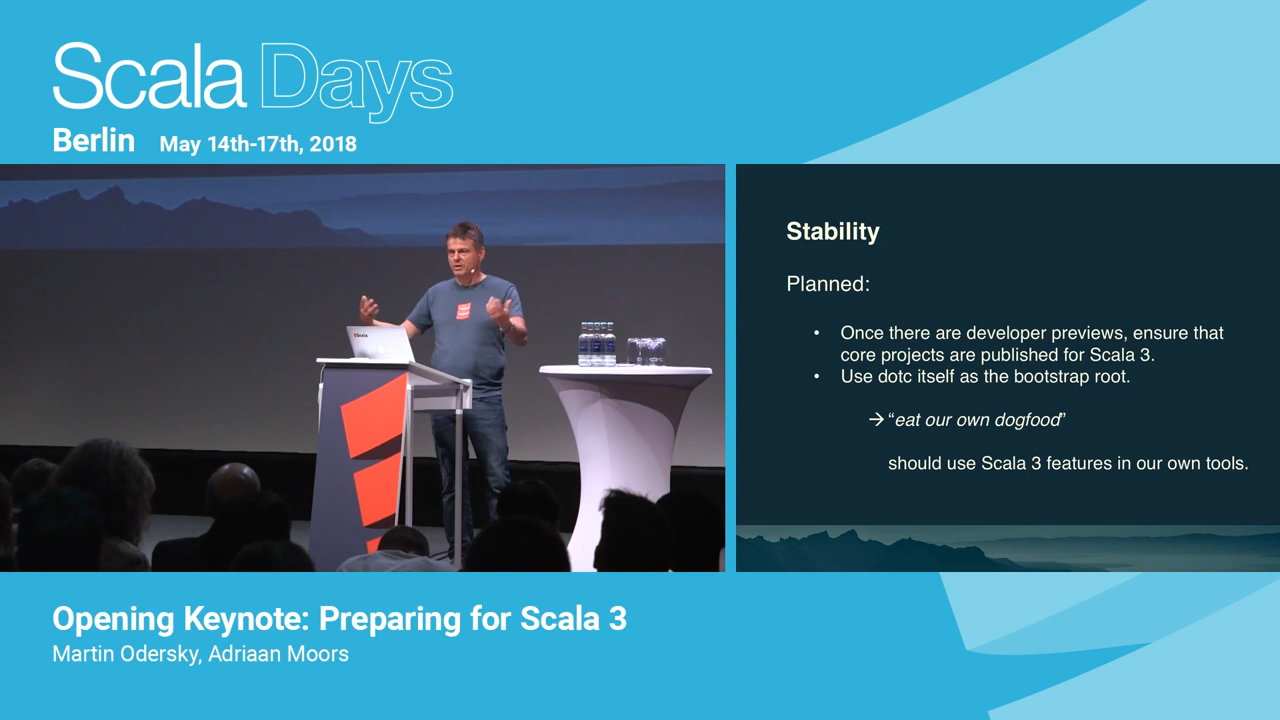 Scala Days
Berlin May 14th-17th, 2018
Scala
Stability
Planned:
• Once there are developer previews, ensure that
core projects are published for Scala 3.
• Use dotc itself as the bootstrap root.
→ “eat our own dogfood”
should use Scala 3 features in our own tools.
Opening Keynote: Preparing for Scala 3
Martin Odersky, Adriaan Moors